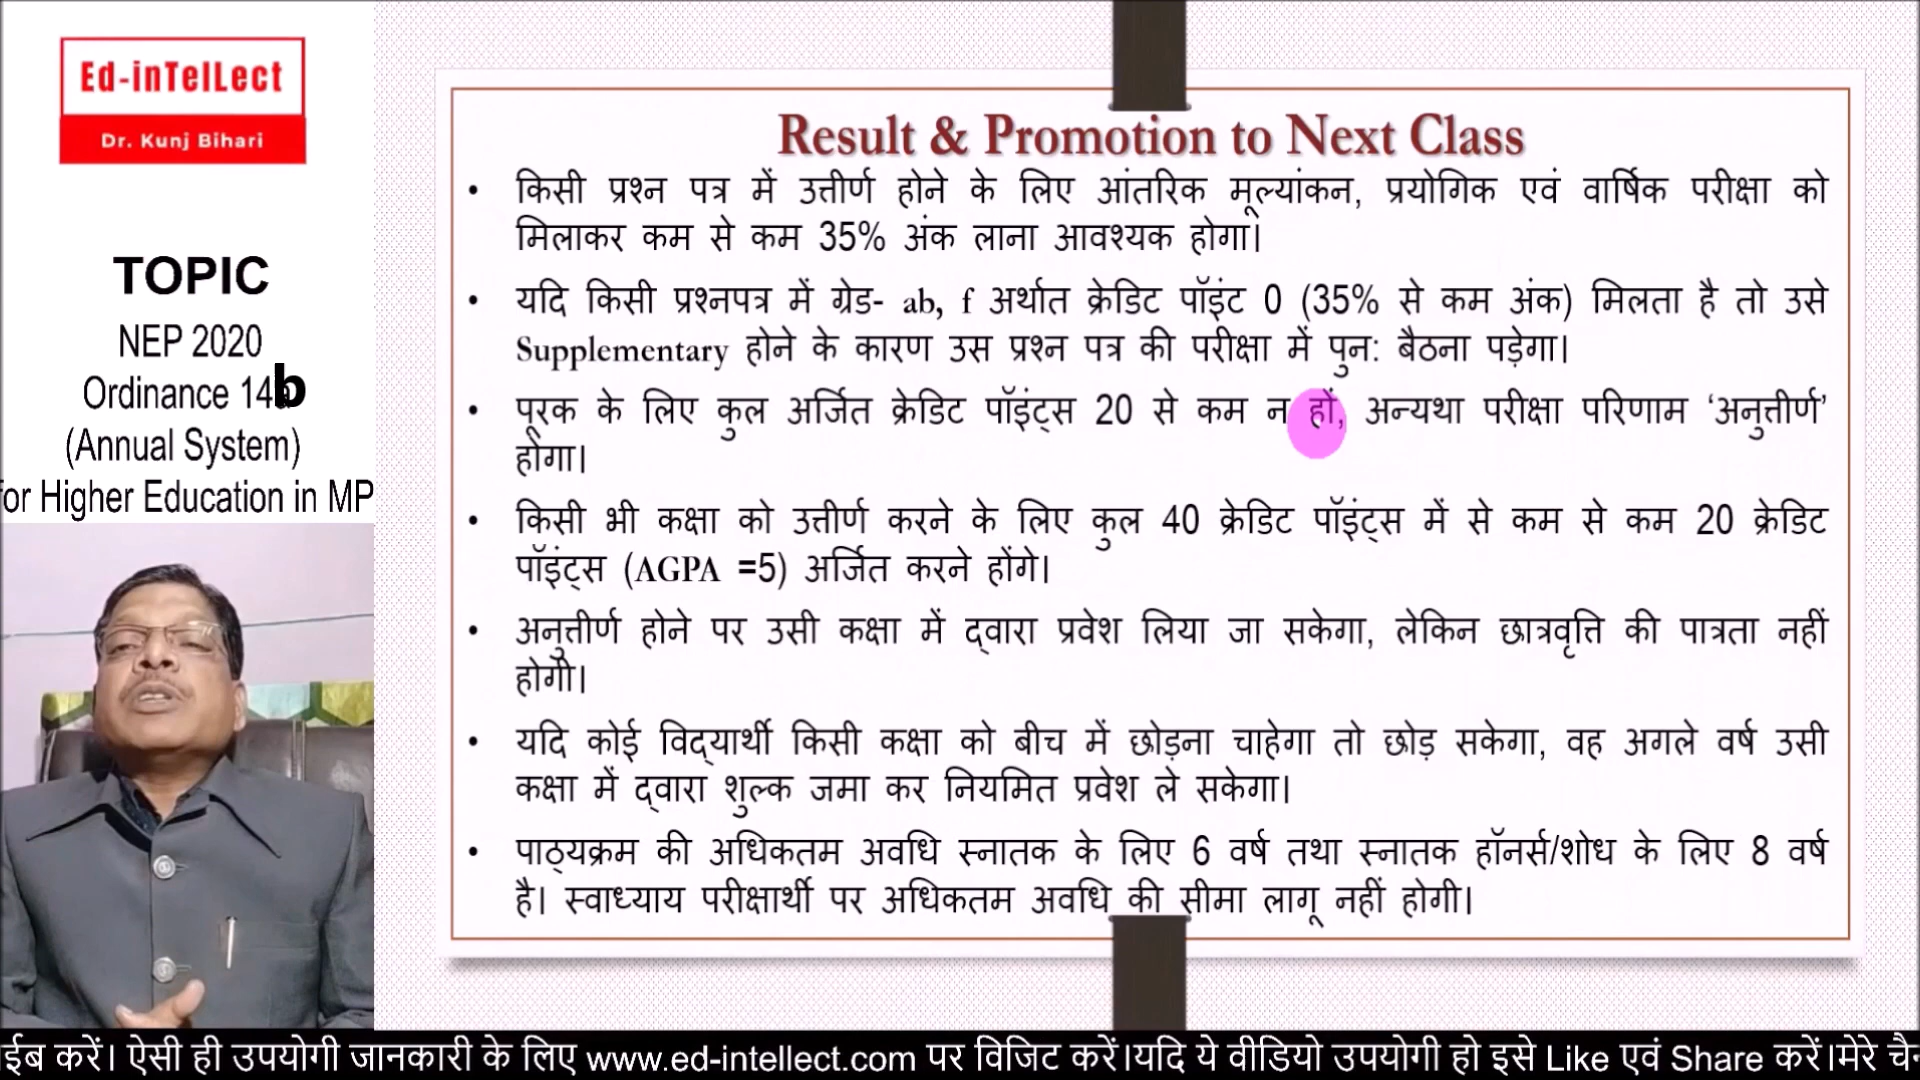 Ed-inTelLect
Dr. Kunj Bihari
TOPIC
NEP 2020
Ordinance 14b
(Annual System)
for Higher Education in MP
Result & Promotion to Next Class
• किसी प्रश्न पत्र में उत्तीर्ण होने के लिए आंतरिक मूल्यांकन, प्रयोगिक एवं वार्षिक परीक्षा को
मिलाकर कम से कम 35% अंक लाना आवश्यक होगा।
• यदि किसी प्रश्नपत्र में ग्रेड- ab, f अर्थात क्रेडिट पॉइंट 0 (35% से कम अंक) मिलता है तो उसे
Supplementary होने के कारण उस प्रश्न पत्र की परीक्षा में पुन: बैठना पड़ेगा।
• पूरक के लिए कुल अर्जित क्रेडिट पॉइंट्स 20 से कम न हों, अन्यथा परीक्षा परिणाम ‘अनुत्तीर्ण’
होगा।
• किसी भी कक्षा को उत्तीर्ण करने के लिए कुल 40 क्रेडिट पॉइंट्स में से कम से कम 20 क्रेडिट
पॉइंट्स (AGPA =5) अर्जित करने होंगे।
• अनुत्तीर्ण होने पर उसी कक्षा में द्वारा प्रवेश लिया जा सकेगा, लेकिन छात्रवृत्ति की पात्रता नहीं
होगी।
• यदि कोई विद्यार्थी किसी कक्षा को बीच में छोड़ना चाहेगा तो छोड़ सकेगा, वह अगले वर्ष उसी
कक्षा में द्वारा शुल्क जमा कर नियमित प्रवेश ले सकेगा।
• पाठ्यक्रम की अधिकतम अवधि स्नातक के लिए 6 वर्ष तथा स्नातक हॉनर्स/शोध के लिए 8 वर्ष
है। स्वाध्याय परीक्षार्थी पर अधिकतम अवधि की सीमा लागू नहीं होगी।
करें। ऐसी ही उपयोगी जानकारी के लिए www.ed-intellect.com पर विजिट करें।यदि ये वीडियो उपयोगी हो इसे Like एवं Share करें।मेरे